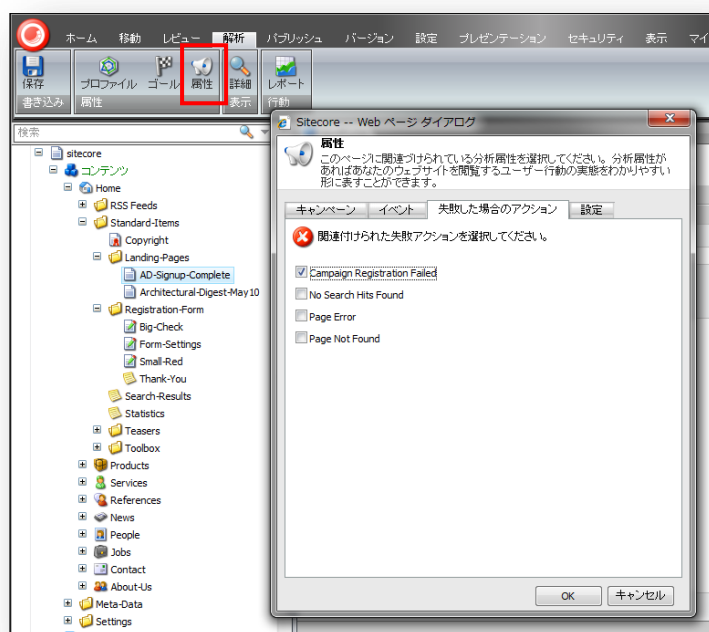 ホーム 移動 レビュー 解析 パブリッシュ バージョン 設定 プレゼンテーション セキュリティ 表示 マイ
保存 プロファイル ゴール 属性 詳細 レポート
書き込み 属性 表示 行動
検索
Sitecore -- Web ページ ダイアログ
属性
このページに関連づけられている分析属性を選択してください。分析属性が
あればあなたのウェブサイトを閲覧するユーザー行動の実態をわかりやすい
形に表すことができます。
キャンペーン イベント 失敗した場合のアクション 設定
関連付けられた失敗アクションを選択してください。
Campaign Registration Failed
No Search Hits Found
Page Error
Page Not Found
OK キャンセル
sitecore
コンテンツ
Home
RSS Feeds
Standard-Items
Copyright
Landing-Pages
AD-Signup-Complete
Architectural-Digest-May10
Registration-Form
Big-Check
Form-Settings
Small-Red
Thank-You
Search-Results
Statistics
Teasers
Toolbox
Products
Services
References
News
People
Jobs
Contact
About-Us
Meta-Data
Settings